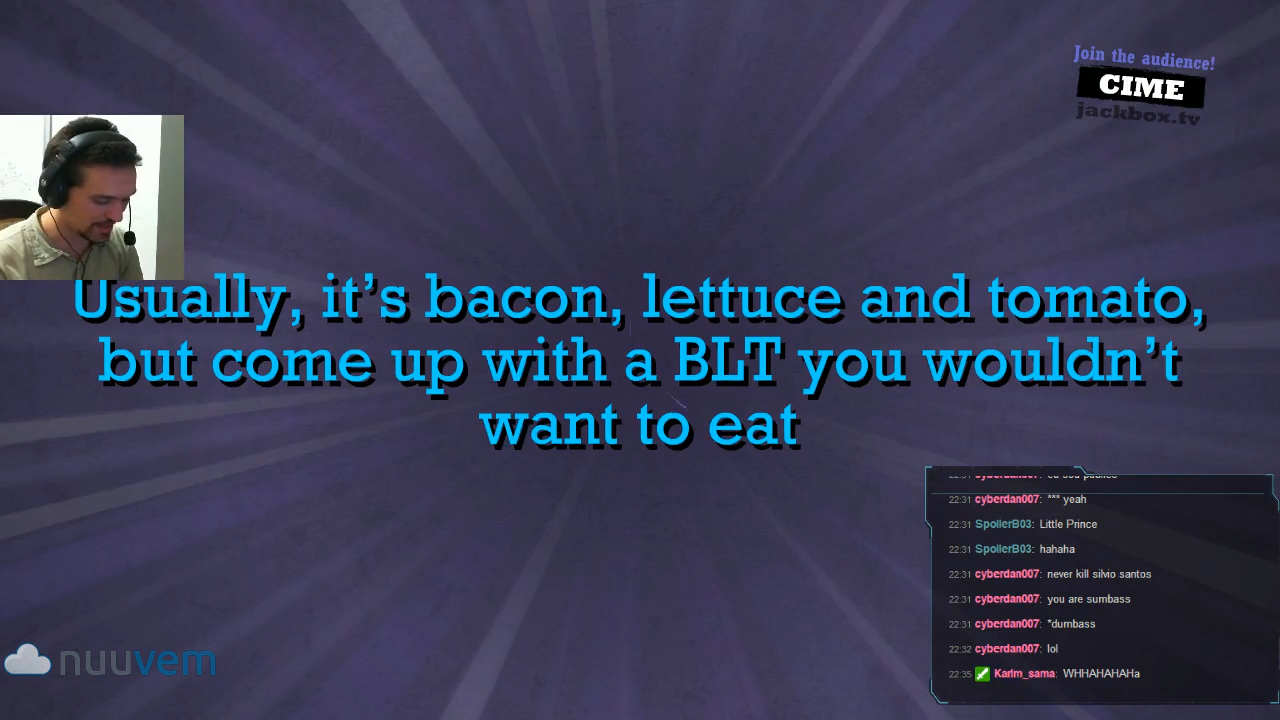 Join the audience!
CIME
jackbox.tv
Usually, it's bacon, lettuce and tomato,
but come up with a BLT you wouldn't
want to eat
22:31 cyberdan007: *** yeah
22:31 SpoilerB03: Little Prince
22:31 SpoilerB03: hahaha
22:31 cyberdan007: never kill silvio santos
22:31 cyberdan007: you are sumbass
22:31 cyberdan007: *dumbass
22:32 cyberdan007: lol
22:35 Karim_sama: WHHAHAHAHa
nuuvem